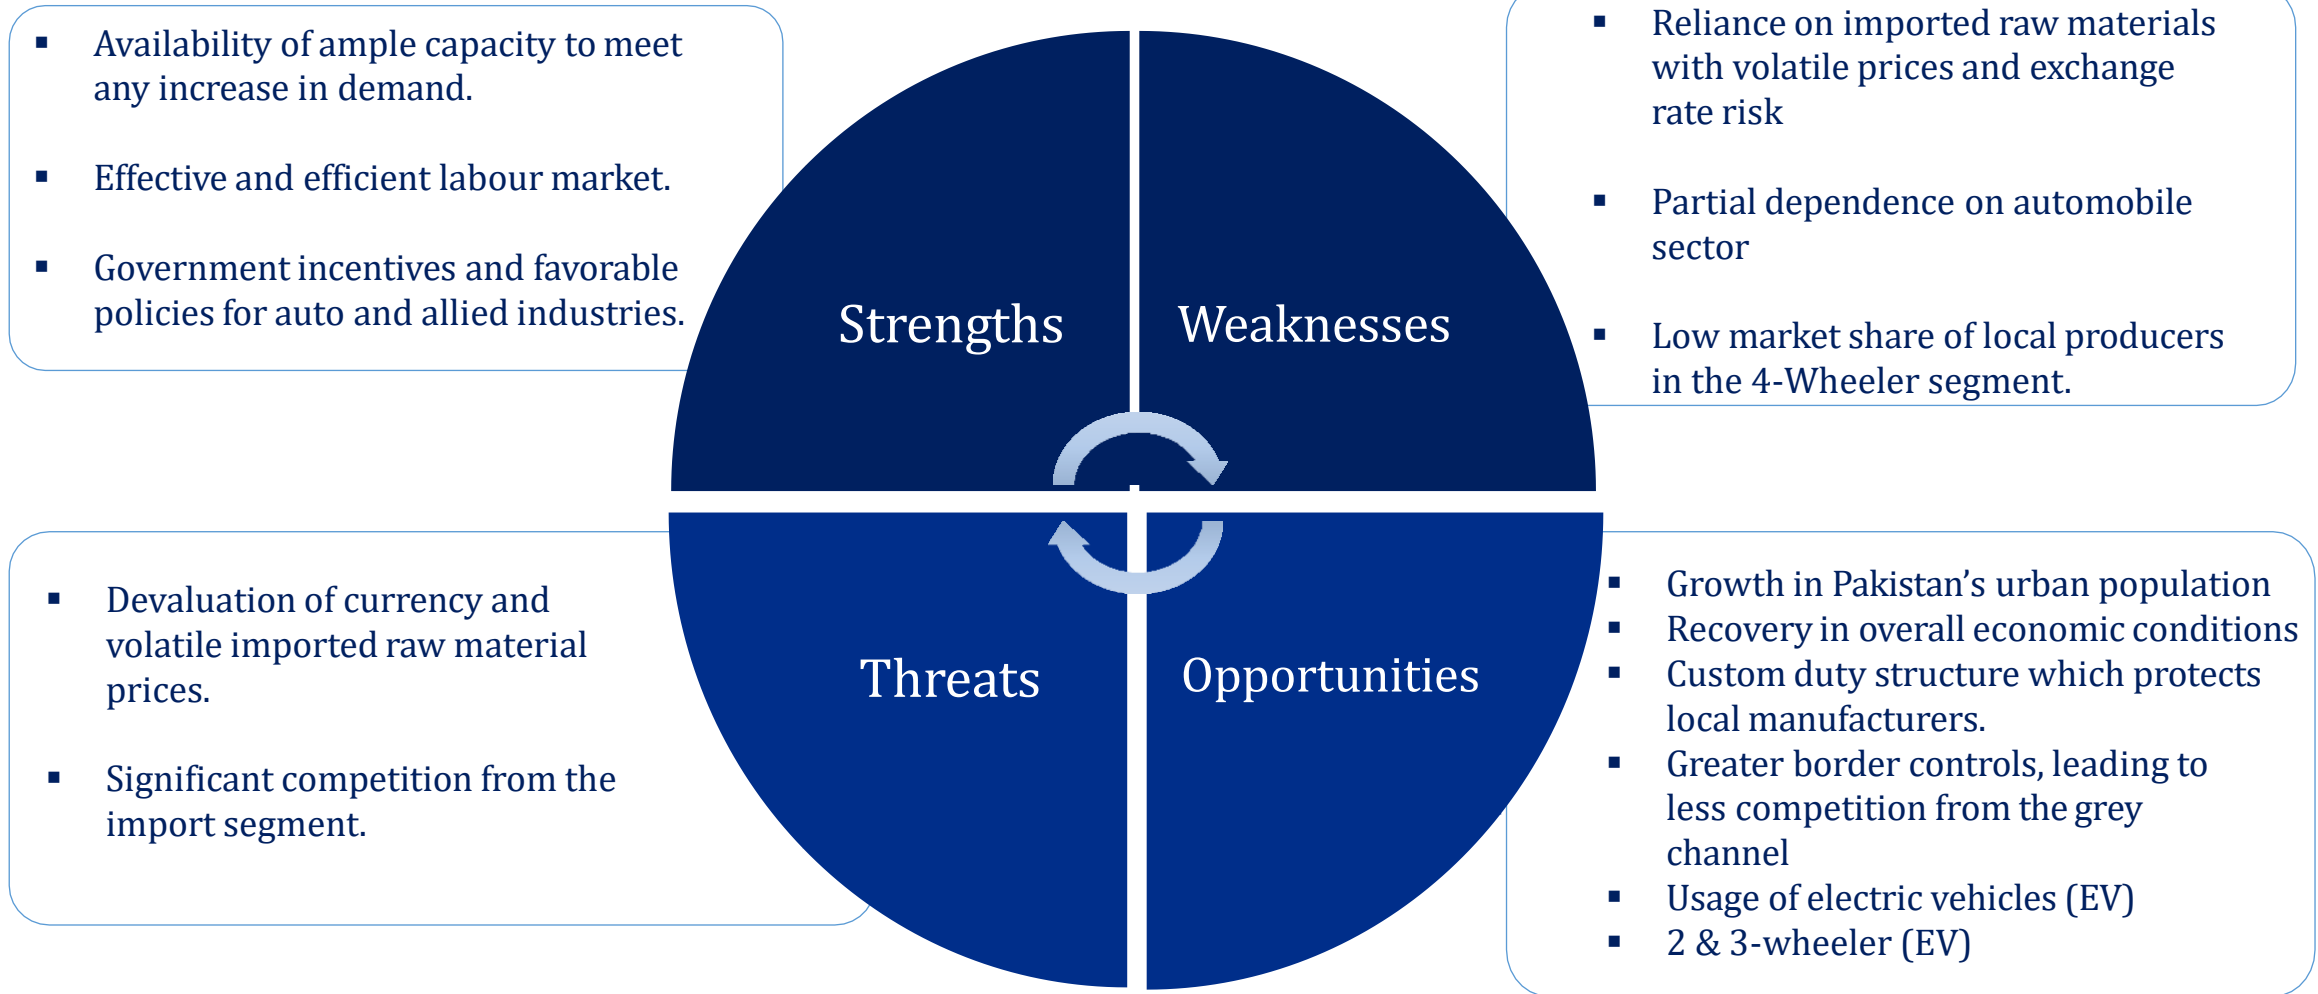 ▪ Availability of ample capacity to meet
any increase in demand.
▪ Effective and efficient labour market.
▪ Government incentives and favorable
policies for auto and allied industries.
Strengths
Weaknesses
▪ Reliance on imported raw materials
with volatile prices and exchange
rate risk
▪ Partial dependence on automobile
sector
▪ Low market share of local producers
in the 4-Wheeler segment.
▪ Devaluation of currency and
volatile imported raw material
prices.
▪ Significant competition from the
import segment.
Threats
Opportunities
▪ Growth in Pakistan’s urban population
▪ Recovery in overall economic conditions
▪ Custom duty structure which protects
local manufacturers.
▪ Greater border controls, leading to
less competition from the grey
channel
▪ Usage of electric vehicles (EV)
▪ 2 & 3-wheeler (EV)